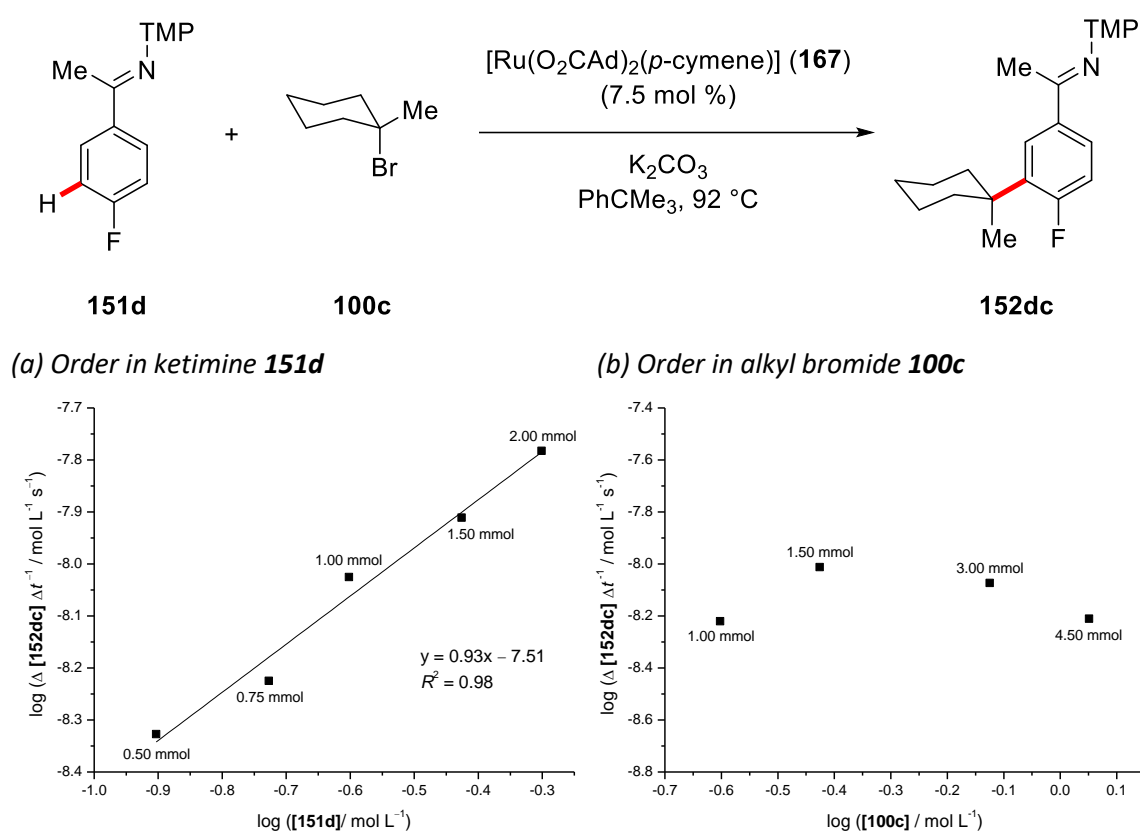 TMP
N
Me
H
F
151d
+
Me
Br
100c
[Ru(O₂CAd)₂(p-cymene)] (167)
(7.5 mol %)
K₂CO₃
PhCMe₃, 92 °C
TMP
N
Me
Me
F
152dc
(a) Order in ketimine 151d
(b) Order in alkyl bromide 100c
log (Δ [152dc] Δt⁻¹ / mol L⁻¹ s⁻¹)
-7.7
-7.8
-7.9
-8.0
-8.1
-8.2
-8.3
-8.4
2.00 mmol
1.50 mmol
1.00 mmol
0.75 mmol
0.50 mmol
y = 0.93x – 7.51
R² = 0.98
-1.0 -0.9 -0.8 -0.7 -0.6 -0.5 -0.4 -0.3
log ([151d]/ mol L⁻¹)
log (Δ [152dc] Δt⁻¹ / mol L⁻¹ s⁻¹)
-7.4
-7.6
-7.8
-8.0
-8.2
-8.4
-8.6
-8.8
1.50 mmol
3.00 mmol
1.00 mmol
4.50 mmol
-0.7 -0.6 -0.5 -0.4 -0.3 -0.2 -0.1 0.0 0.1
log ([100c] / mol L⁻¹)